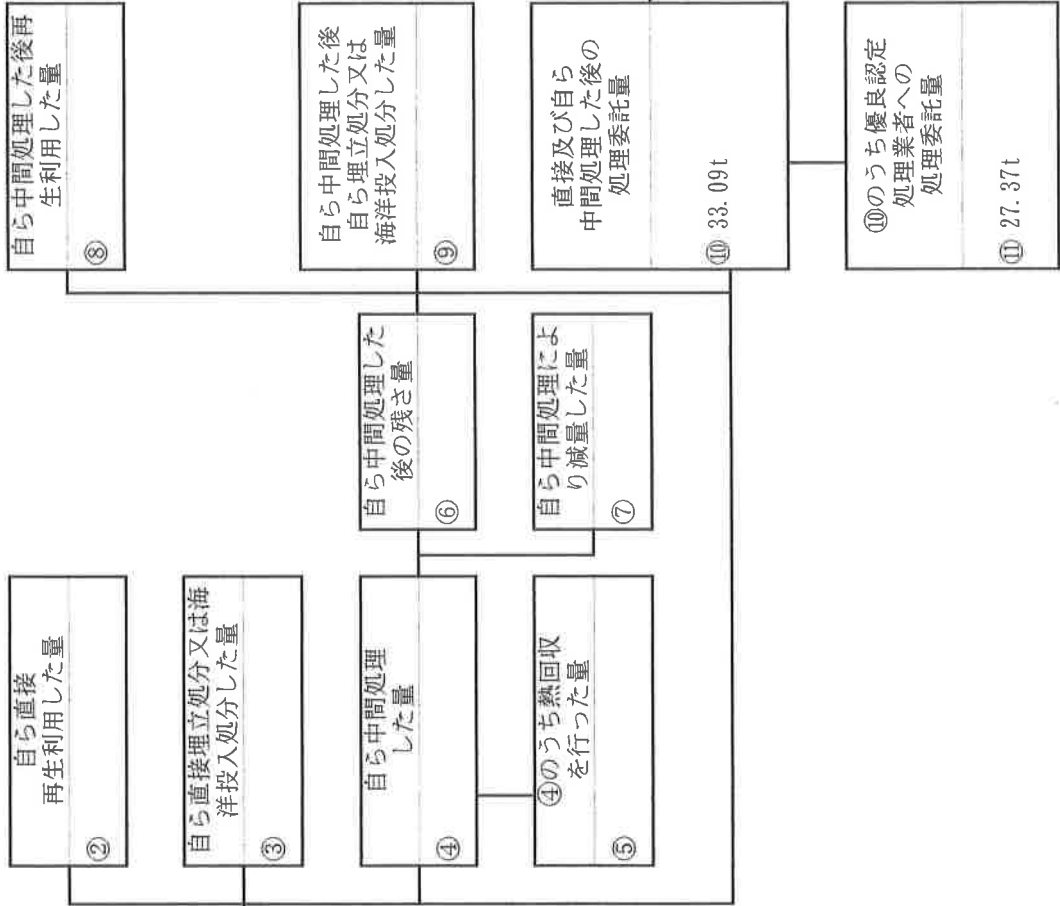 自ら直接
再生利用した量
②
自ら直接埋立処分又は海
洋投入処分した量
③
自ら中間処理
した量
④
④のうち熱回収
を行った量
⑤
自ら中間処理した
後の残さ量
⑥
自ら中間処理によ
り減量した量
⑦
自ら中間処理した後再
生利用した量
⑧
自ら中間処理した後
自ら埋立処分又は
海洋投入処分した量
⑨
直接及び自ら
中間処理した後の
処理委託量
⑩ 33.09t
⑩のうち優良認定
処理業者への
処理委託量
⑪ 27.37t